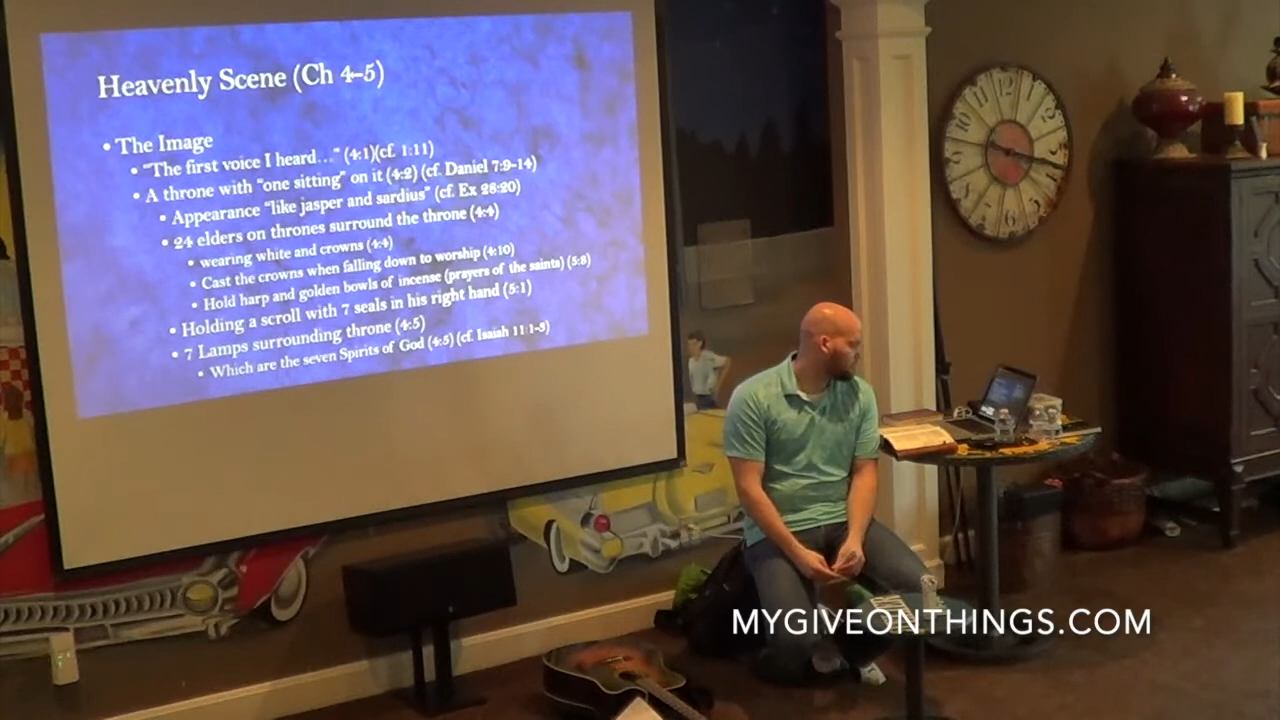 Heavenly Scene (Ch 4-5)
• The Image
• "The first voice I heard…" (4:1)(cf. 1:11)
• A throne with "one sitting" on it (4:2) (cf. Daniel 7:9-14)
• Appearance "like jasper and sardius" (cf. Ex 28:20)
• 24 elders on thrones surround the throne (4:4)
• wearing white and crowns (4:4)
• Cast the crowns when falling down to worship (4:10)
• Hold harp and golden bowls of incense (prayers of the saints) (5:8)
• Holding a scroll with 7 seals in his right hand (5:1)
• 7 Lamps surrounding throne (4:5)
• Which are the seven Spirits of God (4:5) (cf. Isaiah 11:1-3)
MYGIVEONTHINGS.COM